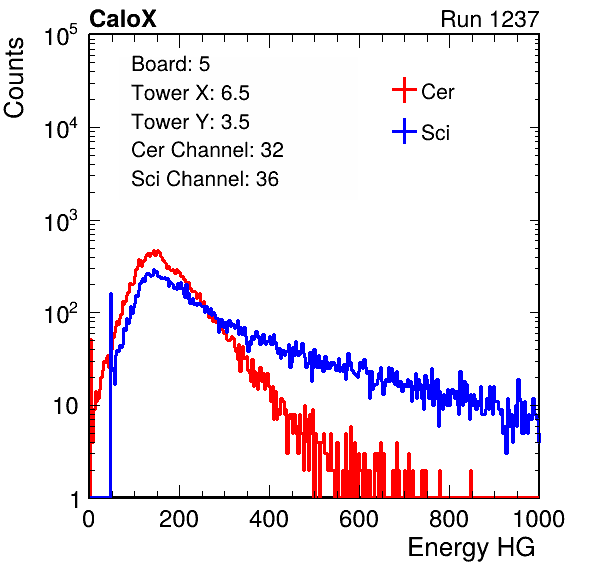 CaloX Run 1237
Counts
Board: 5
Tower X: 6.5
Tower Y: 3.5
Cer Channel: 32
Sci Channel: 36
Cer
Sci
10^5
10^4
10^3
10^2
10
1
0 200 400 600 800 1000
Energy HG